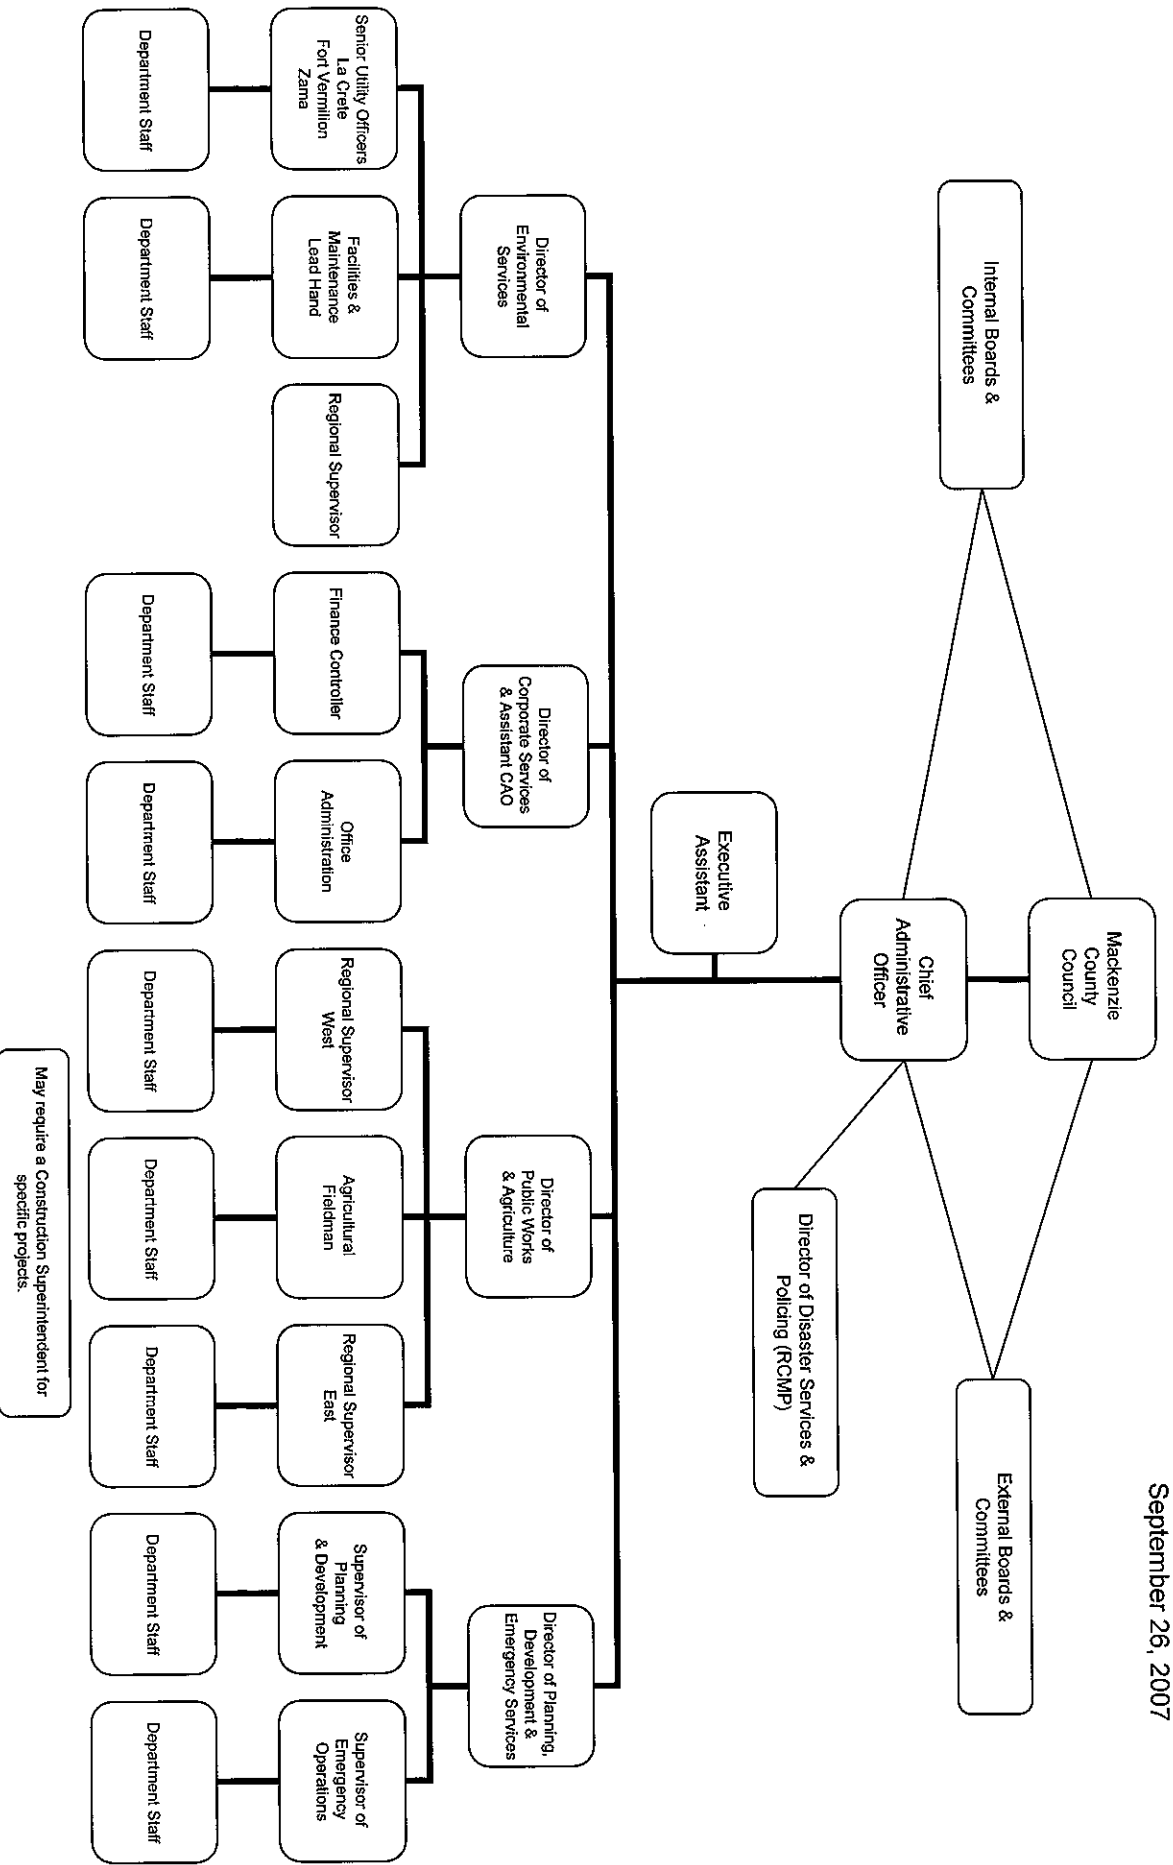 September 26, 2007
Mackenzie
County
Council
Internal Boards &
Committees
External Boards &
Committees
Chief
Administrative
Officer
Director of Disaster Services &
Policing (RCMP)
Executive
Assistant
Director of
Environmental
Services
Director of
Corporate Services
& Assistant CAO
Director of
Public Works
& Agriculture
Director of Planning,
Development &
Emergency Services
Senior Utility Officers
La Crete
Fort Vermilion
Zama
Facilities &
Maintenance
Lead Hand
Regional Supervisor
Finance Controller
Office
Administration
Regional Supervisor
West
Agricultural
Fieldman
Regional Supervisor
East
Supervisor of
Planning
& Development
Supervisor of
Emergency
Operations
Department Staff
Department Staff
Department Staff
Department Staff
Department Staff
Department Staff
Department Staff
Department Staff
Department Staff
May require a Construction Superintendent for
specific projects.